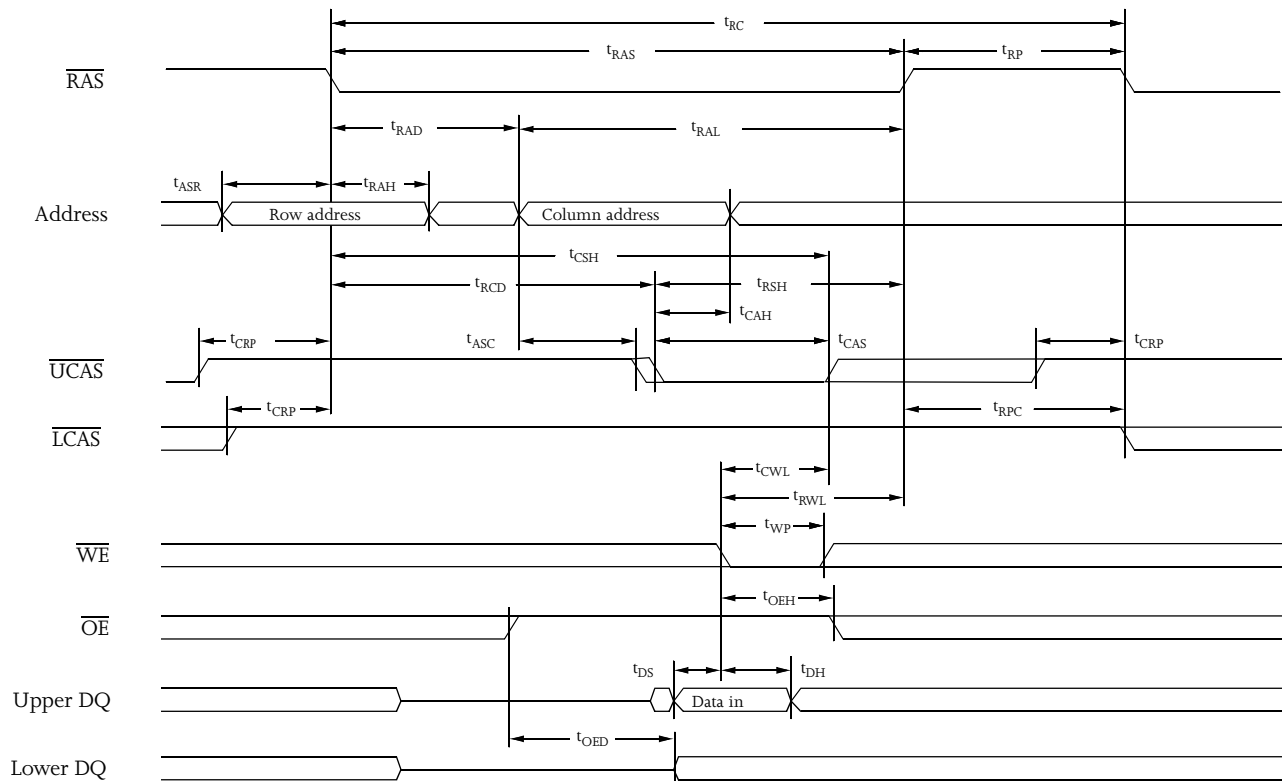 tRC
tRAS
tRP
RAS
tRAD
tRAL
tASR
tRAH
Address
Row address
Column address
tCSH
tRCD
tRSH
tCAH
tCRP
tASC
tCAS
tCRP
UCAS
tCRP
tRPC
LCAS
tCWL
tRWL
tWP
WE
tOEH
OE
tDS
tDH
Upper DQ
Data in
tOED
Lower DQ